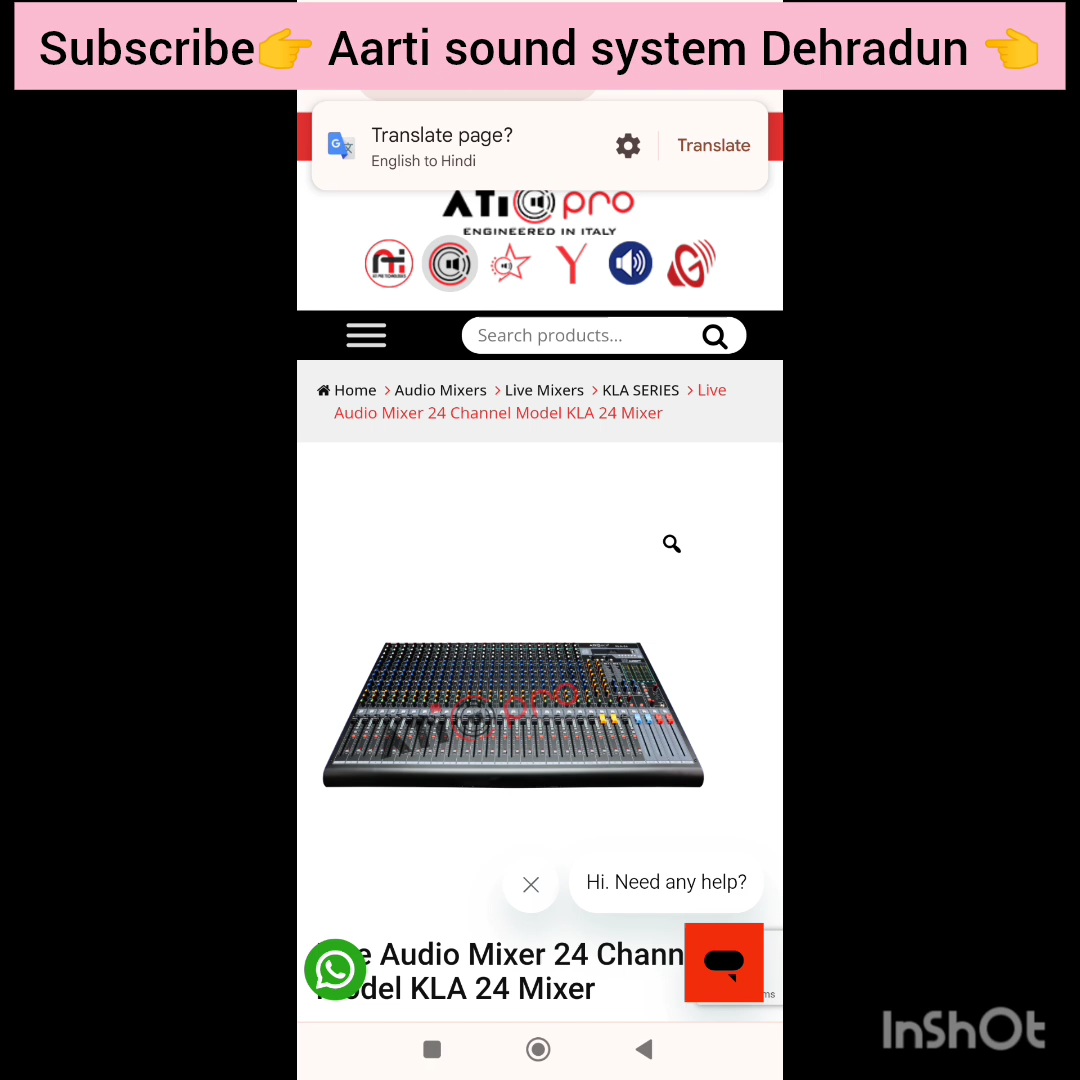 Subscribe👉 Aarti sound system Dehradun 👈
Translate page?
English to Hindi
Translate
ATi pro
ENGINEERED IN ITALY
Search products...
Home > Audio Mixers > Live Mixers > KLA SERIES > Live
Audio Mixer 24 Channel Model KLA 24 Mixer
pro
Hi. Need any help?
Audio Mixer 24 Chann
KLA 24 Mixer
InShOt